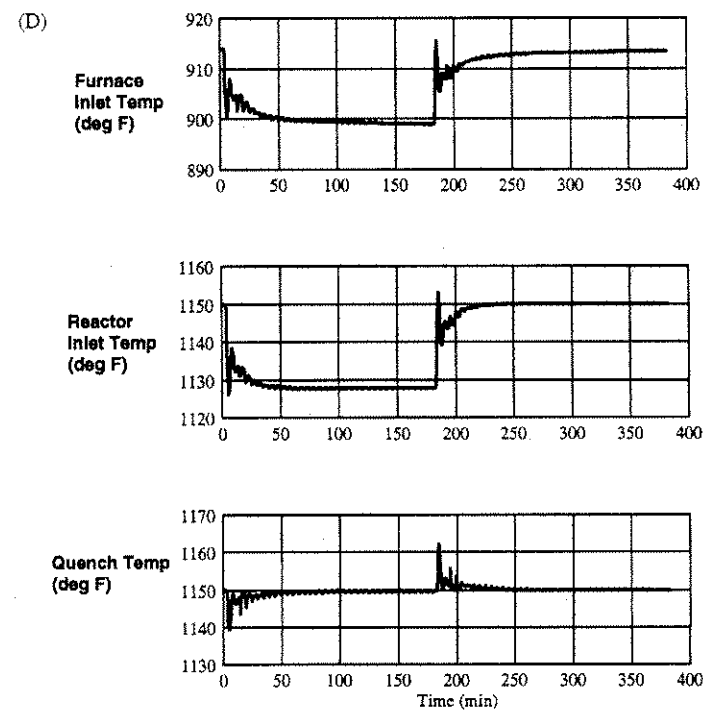 (D)
Furnace
Inlet Temp
(deg F)
920
910
900
890
0 50 100 150 200 250 300 350 400
Reactor
Inlet Temp
(deg F)
1160
1150
1140
1130
1120
0 50 100 150 200 250 300 350 400
Quench Temp
(deg F)
1170
1160
1150
1140
1130
0 50 100 150 200 250 300 350 400
Time (min)